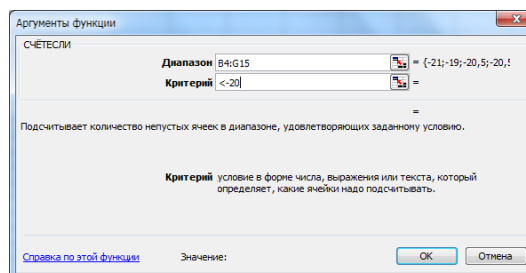 Аргументы функции
СЧЁТЕСЛИ
Диапазон B4:G15 = {-21;-19;-20,5;-20,5
Критерий <-20 =
=
Подсчитывает количество непустых ячеек в диапазоне, удовлетворяющих заданному условию.
Критерий условие в форме числа, выражения или текста, который
определяет, какие ячейки надо подсчитывать.
Справка по этой функции Значение: ОК Отмена